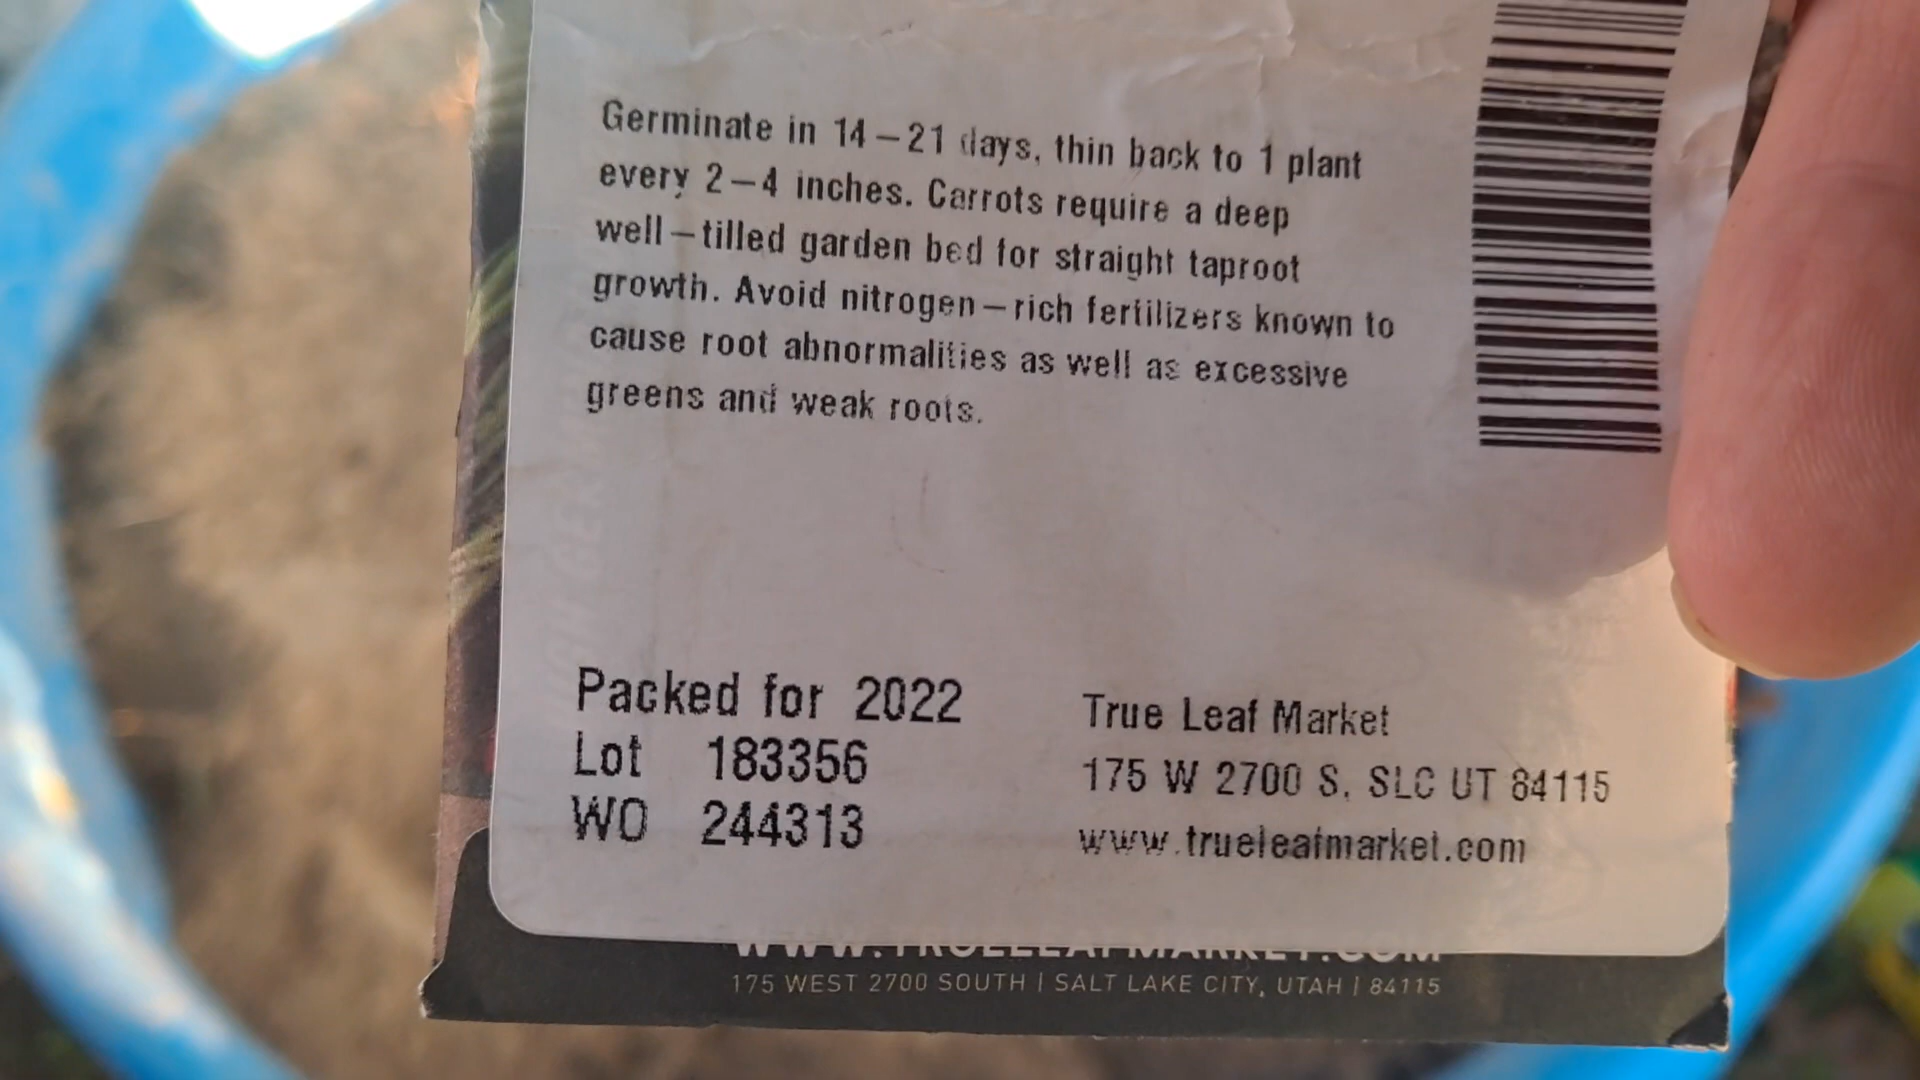 Germinate in 14-21 days, thin back to 1 plant
every 2-4 inches. Carrots require a deep
well-tilled garden bed for straight taproot
growth. Avoid nitrogen-rich fertilizers known to
cause root abnormalities as well as excessive
greens and weak roots.
Packed for 2022
Lot 183356
WO 244313
True Leaf Market
175 W 2700 S, SLC UT 84115
www.trueleafmarket.com
WWW.TRUELEAFMARKET.COM
175 WEST 2700 SOUTH | SALT LAKE CITY, UTAH | 84115